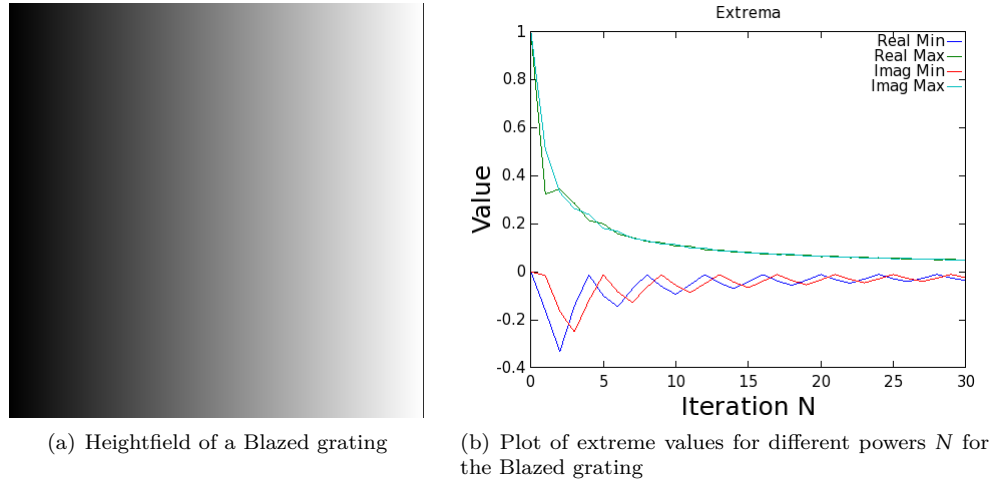 Extrema
Real Min
Real Max
Imag Min
Imag Max
1
0.8
0.6
0.4
0.2
0
-0.2
-0.4
Value
0 5 10 15 20 25 30
Iteration N
(a) Heightfield of a Blazed grating
(b) Plot of extreme values for different powers N for
the Blazed grating